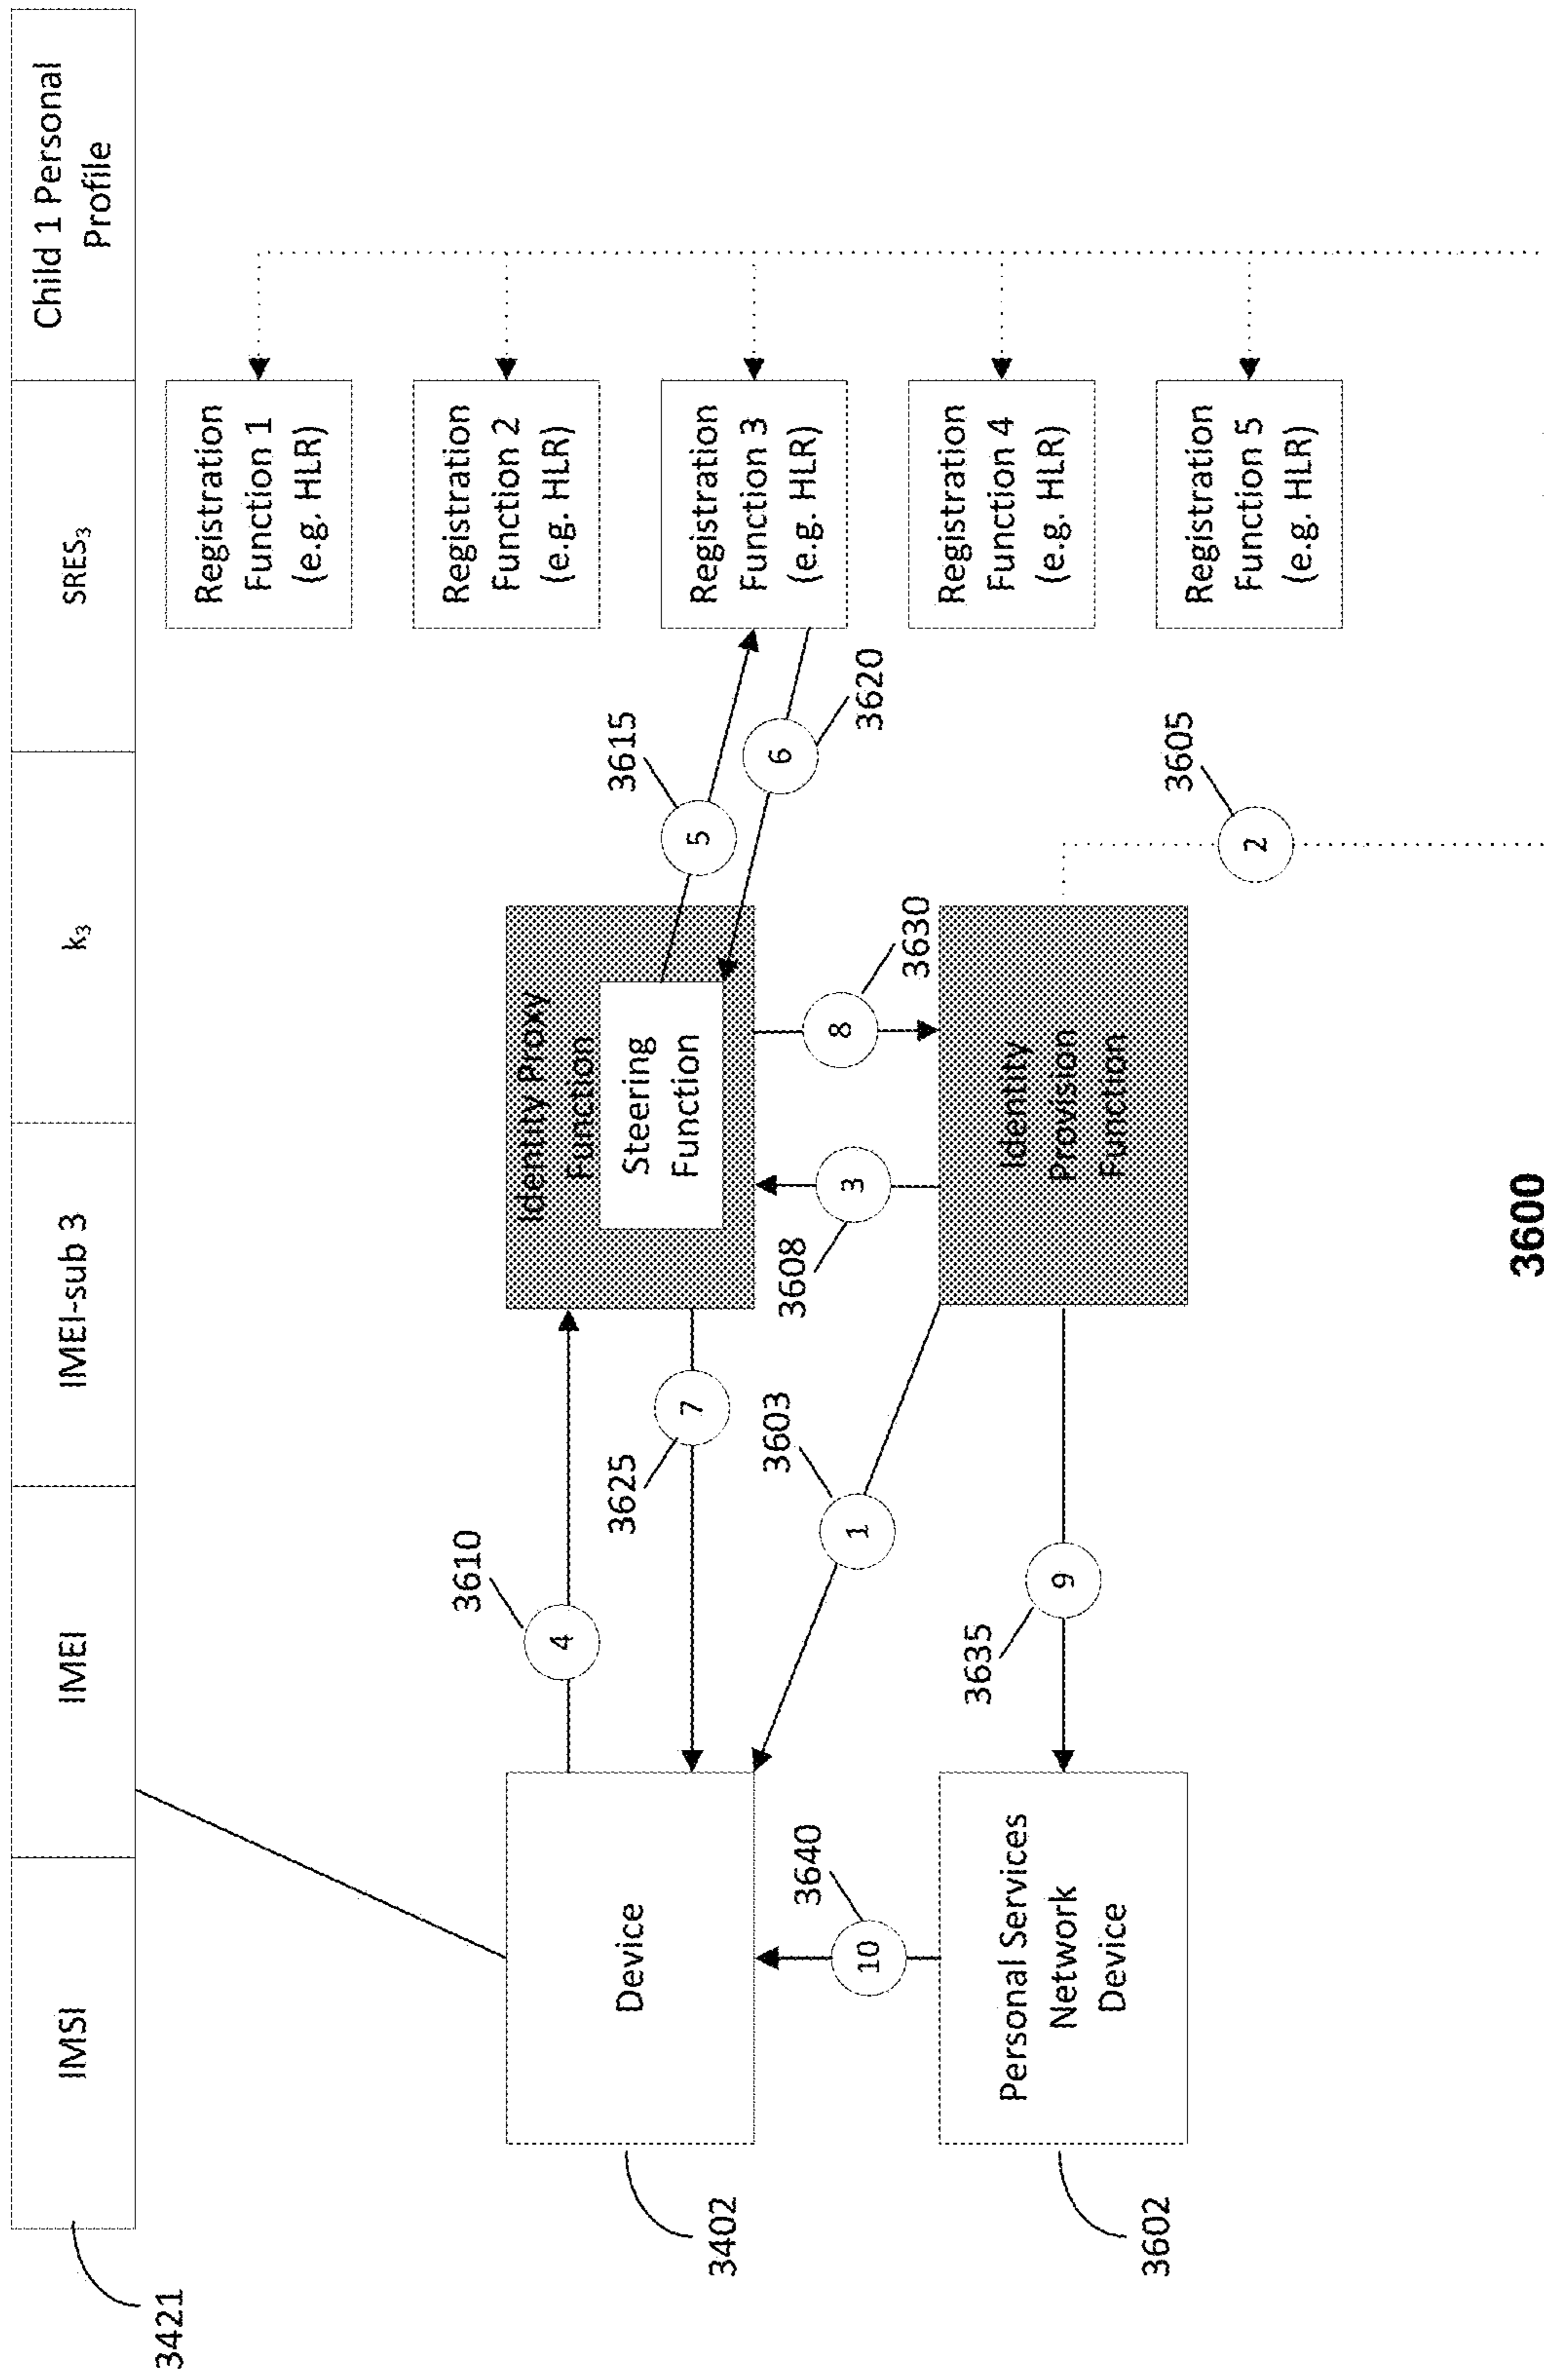 3421
IMSI
IMEI
IMEI-sub 3
k₃
SRES₃
Child 1 Personal
Profile
3402
Device
3610
4
3625
7
Identity Proxy
Function
Steering
Function
3615
5
6
3620
Registration
Function 1
(e.g. HLR)
Registration
Function 2
(e.g. HLR)
Registration
Function 3
(e.g. HLR)
Registration
Function 4
(e.g. HLR)
Registration
Function 5
(e.g. HLR)
3640
10
3603
1
3608
3
8
3630
3602
Personal Services
Network
Device
3635
9
Identity
Provision
Function
3605
2
3600